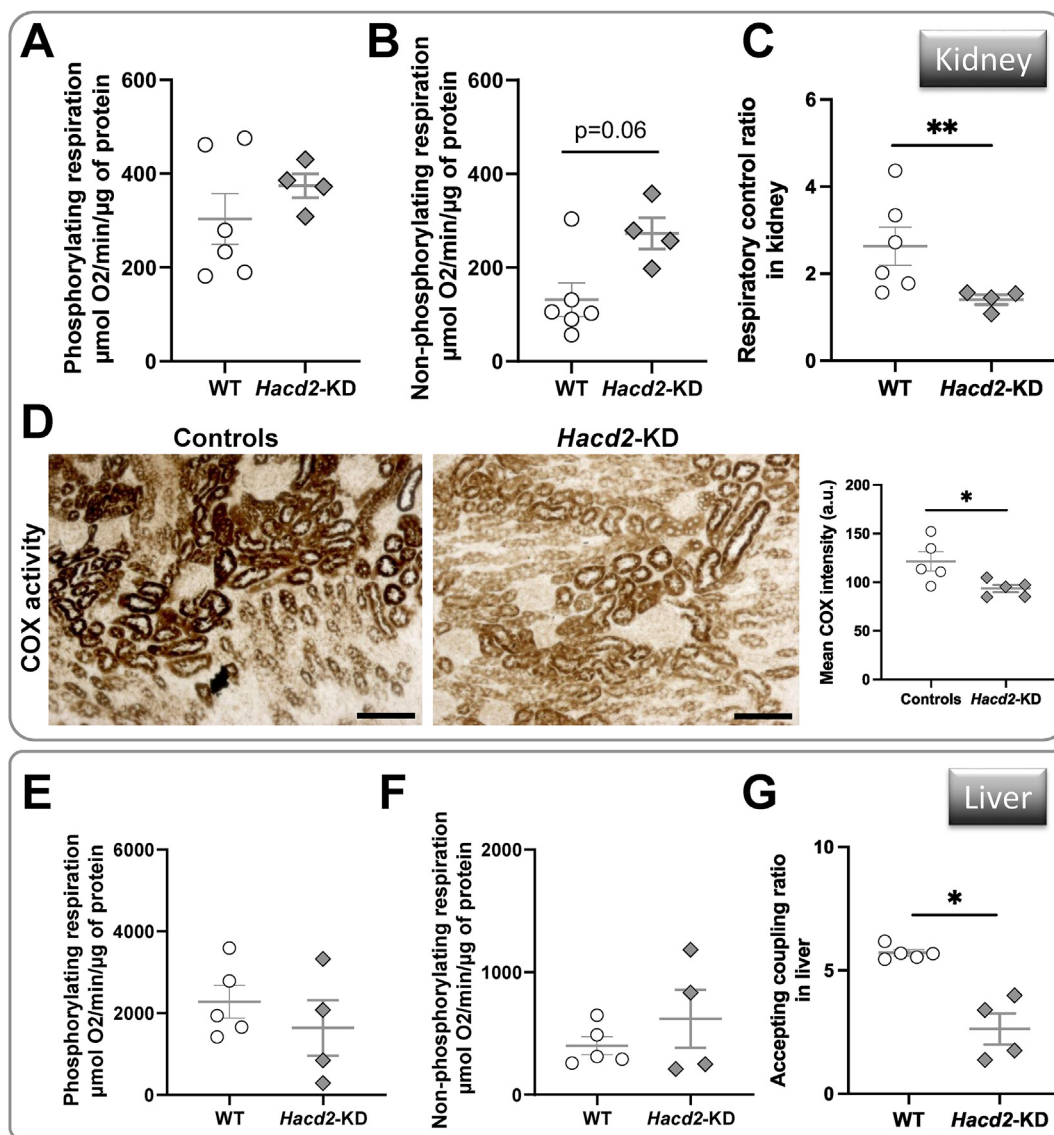 A
Phosphorylating respiration
µmol O2/min/µg of protein
600
400
200
0
WT
Hacd2-KD
B
Non-phosphorylating respiration
µmol O2/min/µg of protein
600
400
200
0
p=0.06
WT
Hacd2-KD
C
Kidney
Respiratory control ratio
in kidney
6
4
2
0
**
WT
Hacd2-KD
D
Controls
Hacd2-KD
COX activity
Mean COX intensity (a.u.)
200
150
100
50
0
*
Controls
Hacd2-KD
E
Phosphorylating respiration
µmol O2/min/µg of protein
6000
4000
2000
0
WT
Hacd2-KD
F
Non-phosphorylating respiration
µmol O2/min/µg of protein
2000
1000
0
WT
Hacd2-KD
G
Liver
Accepting coupling ratio
in liver
10
5
0
*
WT
Hacd2-KD